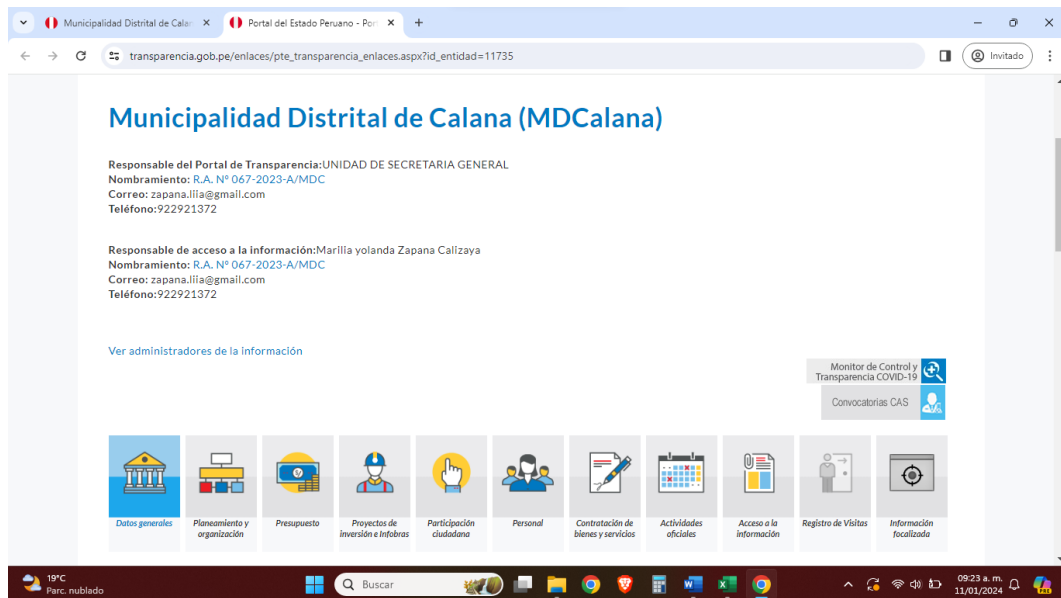 Municipalidad Distrital de Calan
Portal del Estado Peruano - Por
transparencia.gob.pe/enlaces/pte_transparencia_enlaces.aspx?id_entidad=11735
Invitado
Municipalidad Distrital de Calana (MDCalana)
Responsable del Portal de Transparencia:UNIDAD DE SECRETARIA GENERAL
Nombramiento: R.A. Nº 067-2023-A/MDC
Correo: zapana.liia@gmail.com
Teléfono:922921372
Responsable de acceso a la información:Marilia yolanda Zapana Calizaya
Nombramiento: R.A. Nº 067-2023-A/MDC
Correo: zapana.liia@gmail.com
Teléfono:922921372
Ver administradores de la información
Monitor de Control y
Transparencia COVID-19
Convocatorias CAS
Datos generales
Planeamiento y
organización
Presupuesto
Proyectos de
inversión e Infobras
Participación
ciudadana
Personal
Contratación de
bienes y servicios
Actividades
oficiales
Acceso a la
información
Registro de Visitas
Información
focalizada
19°C
Parc. nublado
Buscar
09:23 a. m.
11/01/2024